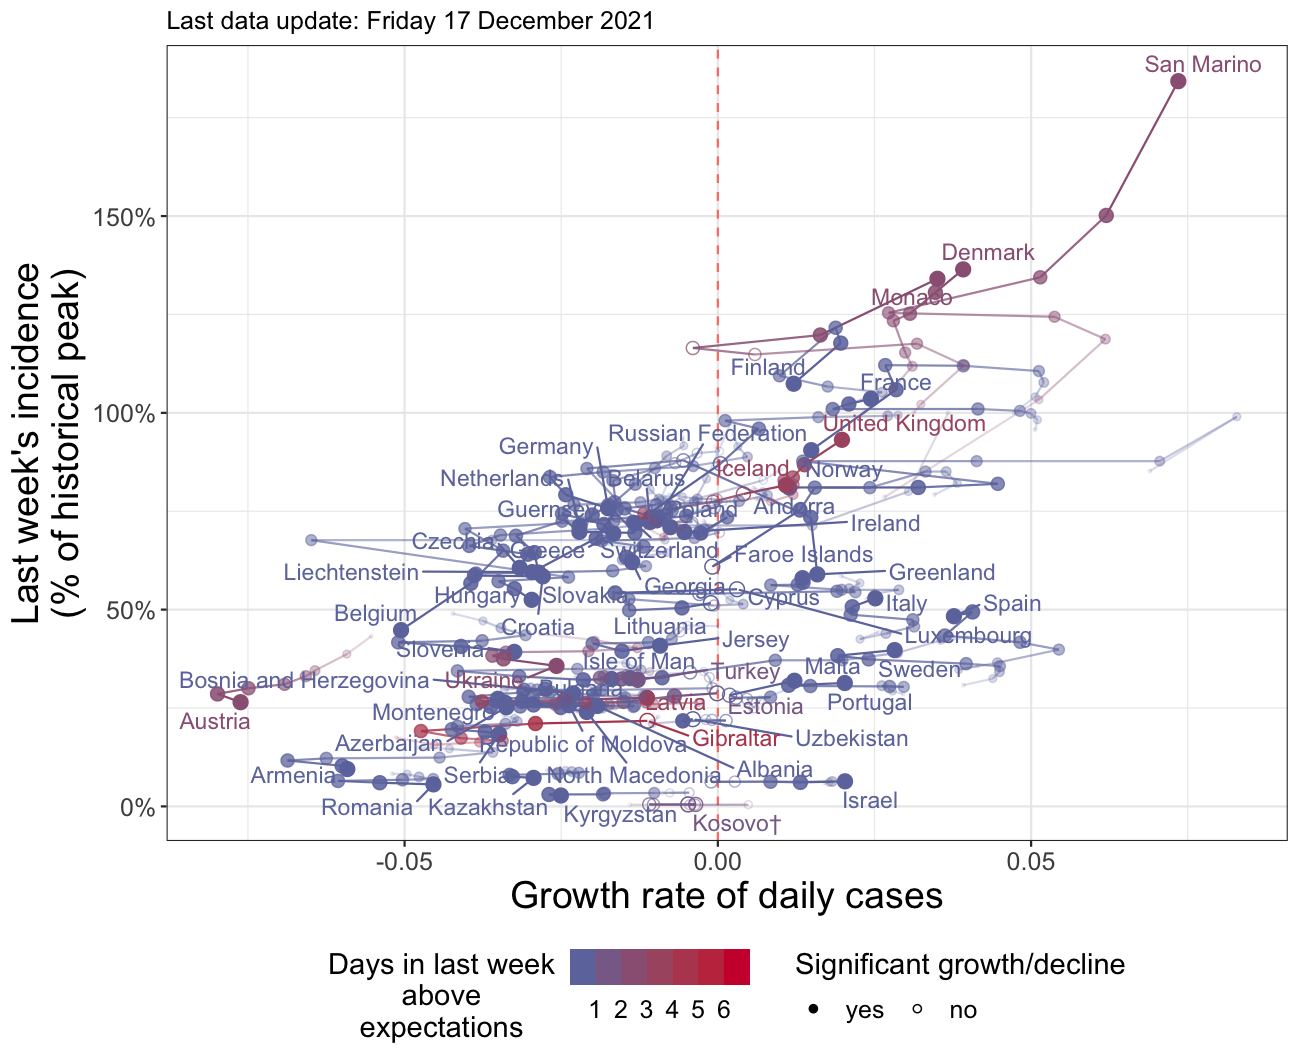 Last data update: Friday 17 December 2021
San Marino
150%
Denmark
Monaco
Finland
France
100%
United Kingdom
Russian Federation
Germany
Iceland
Norway
Netherlands
Belarus
Guernsey
Poland
Andorra
Ireland
Czechia
Greece
Switzerland
Faroe Islands
Liechtenstein
Greenland
Georgia
Hungary
Slovakia
Cyprus
Italy
Spain
50%
Belgium
Croatia
Lithuania
Luxembourg
Jersey
Slovenia
Isle of Man
Malta
Sweden
Turkey
Bosnia and Herzegovina
Ukraine
Latvia
Estonia
Portugal
Austria
Montenegro
Azerbaijan
Republic of Moldova
Gibraltar
Uzbekistan
Armenia
Serbia
North Macedonia
Albania
0%
Romania
Kazakhstan
Kyrgyzstan
Israel
Kosovo†
-0.05
0.00
0.05
Growth rate of daily cases
Last week's incidence
(% of historical peak)
Days in last week
above
expectations
1 2 3 4 5 6
Significant growth/decline
yes
no